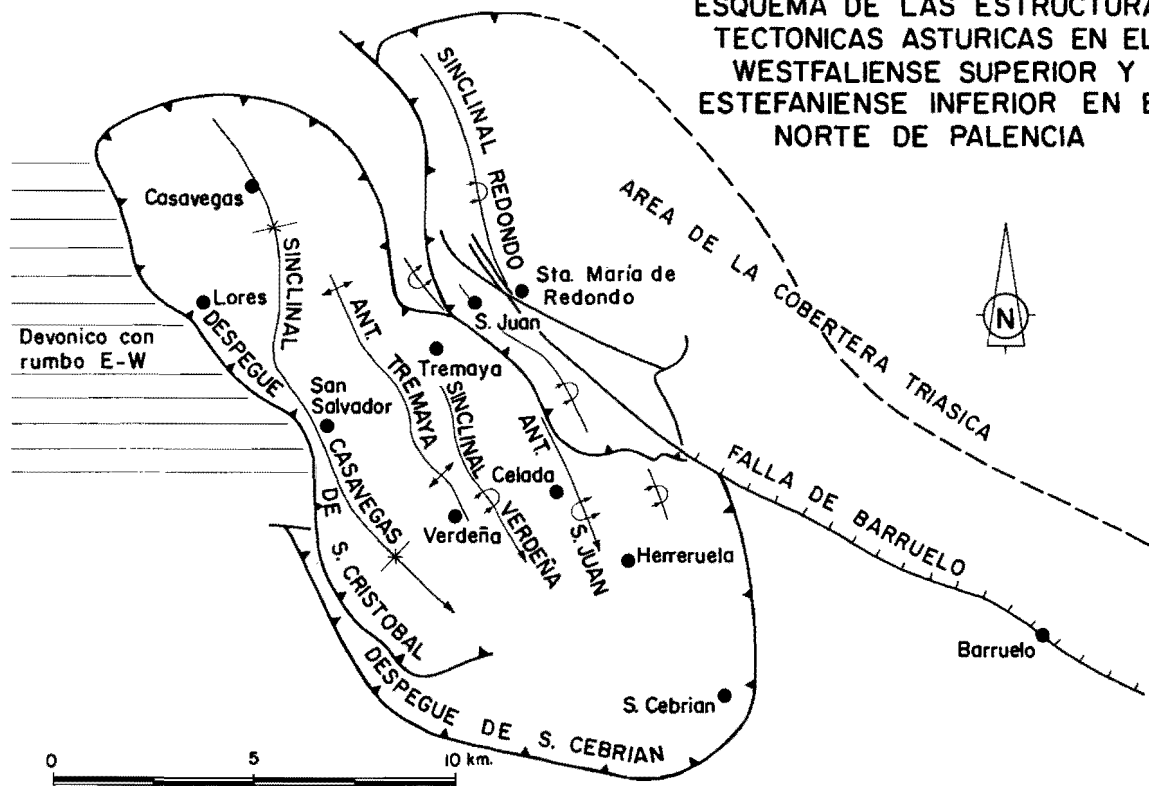 ESQUEMA DE LAS ESTRUCTURA
TECTONICAS ASTURICAS EN EL
WESTFALIENSE SUPERIOR Y
ESTEFANIENSE INFERIOR EN E
NORTE DE PALENCIA
SINCLINAL REDONDO
AREA DE LA COBERTERA TRIASICA
Casavegas
SINCLINAL CASAVEGAS
Sta. María de
Redondo
N
Lores
S. Juan
Devonico con
rumbo E-W
DESPEGUE DE S. CRISTOBAL
ANT. TREMAYA
Tremaya
San
Salvador
SINCLINAL VERDEÑA
ANT. S. JUAN
Celada
Verdeña
FALLA DE BARRUELO
Herreruela
Barruelo
DESPEGUE DE S. CEBRIAN
S. Cebrian
0 5 10 km.